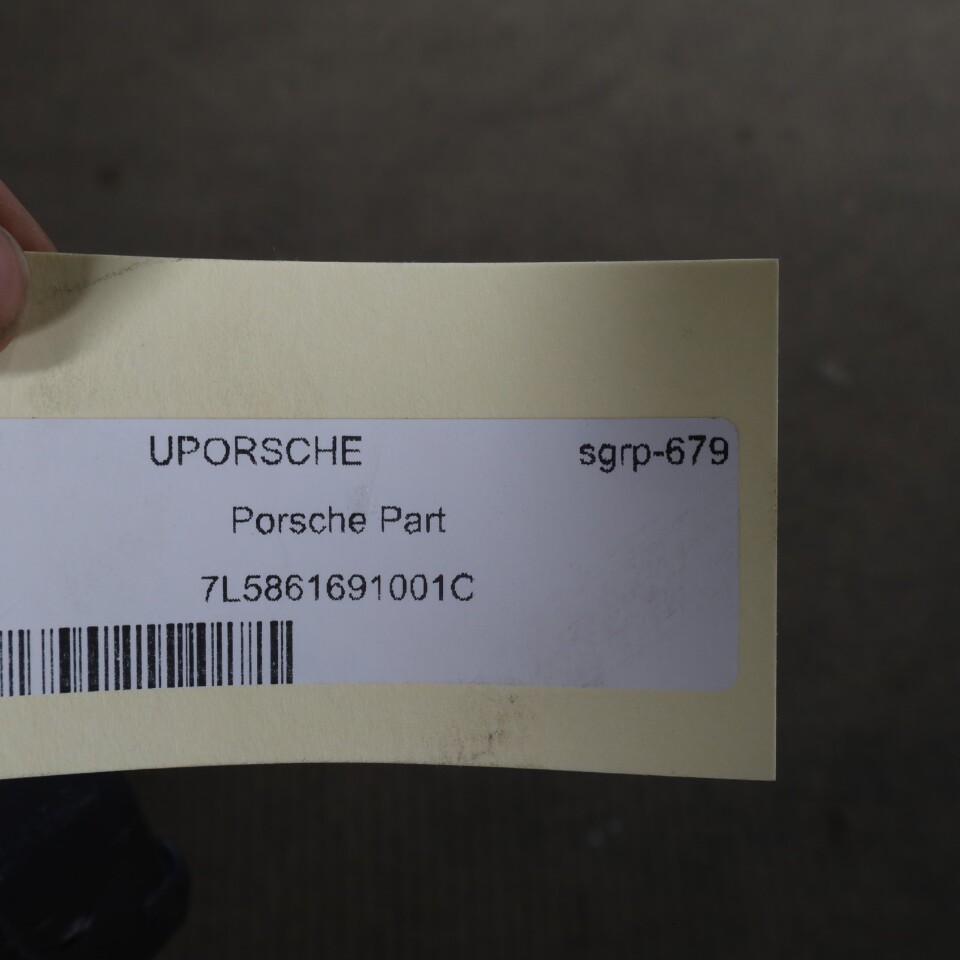 UPORSCHE sgrp-679
Porsche Part
7L5861691001C